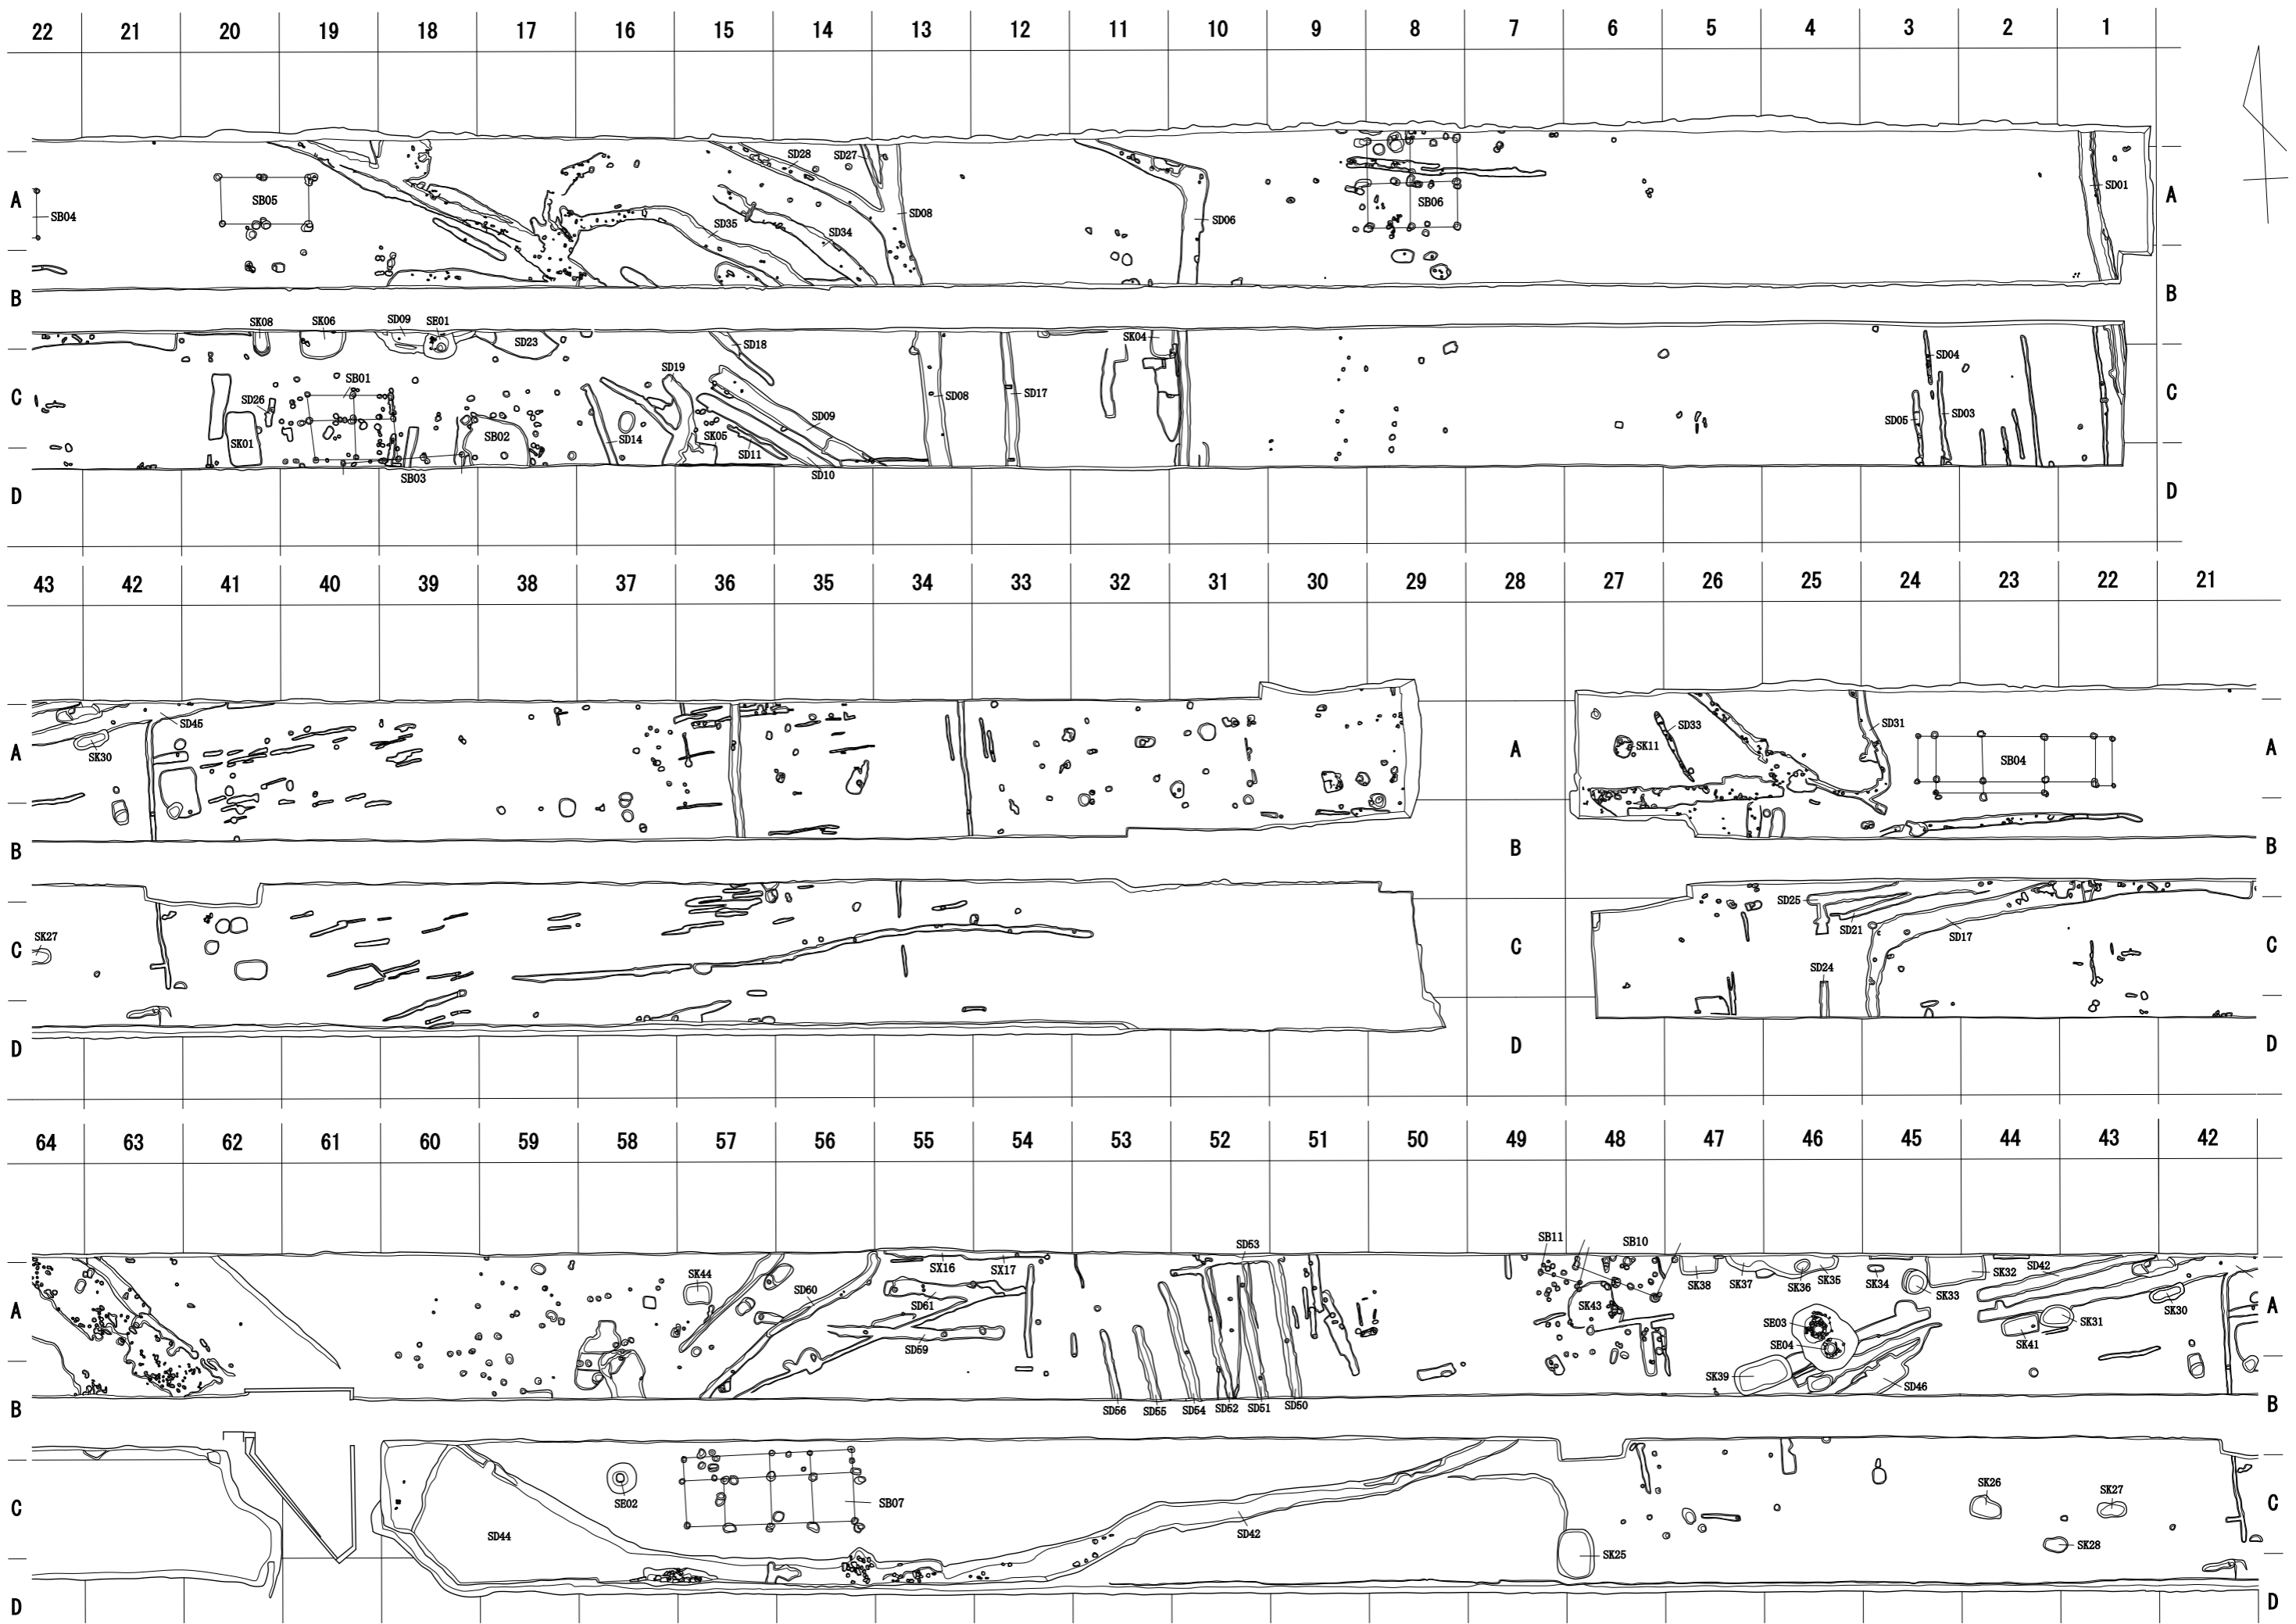 22 21 20 19 18 17 16 15 14 13 12 11 10 9 8 7 6 5 4 3 2 1
SD28 SD27
A SB04 SB05 SD35 SD34 SD08 SD06 SB06 SD01 A
B B
SK08 SK06 SD09 SE01 SD23 SD18 SK04
C SD26 SB01 SD19 SD08 SD17 SD04 C
SK01 SB02 SD14 SK05 SD11 SD09 SD05 SD03
SB03 SD10
D D
43 42 41 40 39 38 37 36 35 34 33 32 31 30 29 28 27 26 25 24 23 22 21
SD45 SD33 SD31
A SK30 A SK11 SB04 A
B B B
SK27 SD25 SD21 SD17
C C SD24 C
D D D
64 63 62 61 60 59 58 57 56 55 54 53 52 51 50 49 48 47 46 45 44 43 42
SD53 SB11 SB10
SK44 SX16 SX17 SK38 SK37 SK36 SK35 SK34 SK33 SK32 SD42
A SD60 SD61 SK43 SK30 A
SD59 SE03 SE04 SK41 SK31
SK39 SD46
B SD56 SD55 SD54 SD52 SD51 SD50 B
C SE02 SB07 SK26 SK27 C
SD44 SD42 SK25 SK28
D D